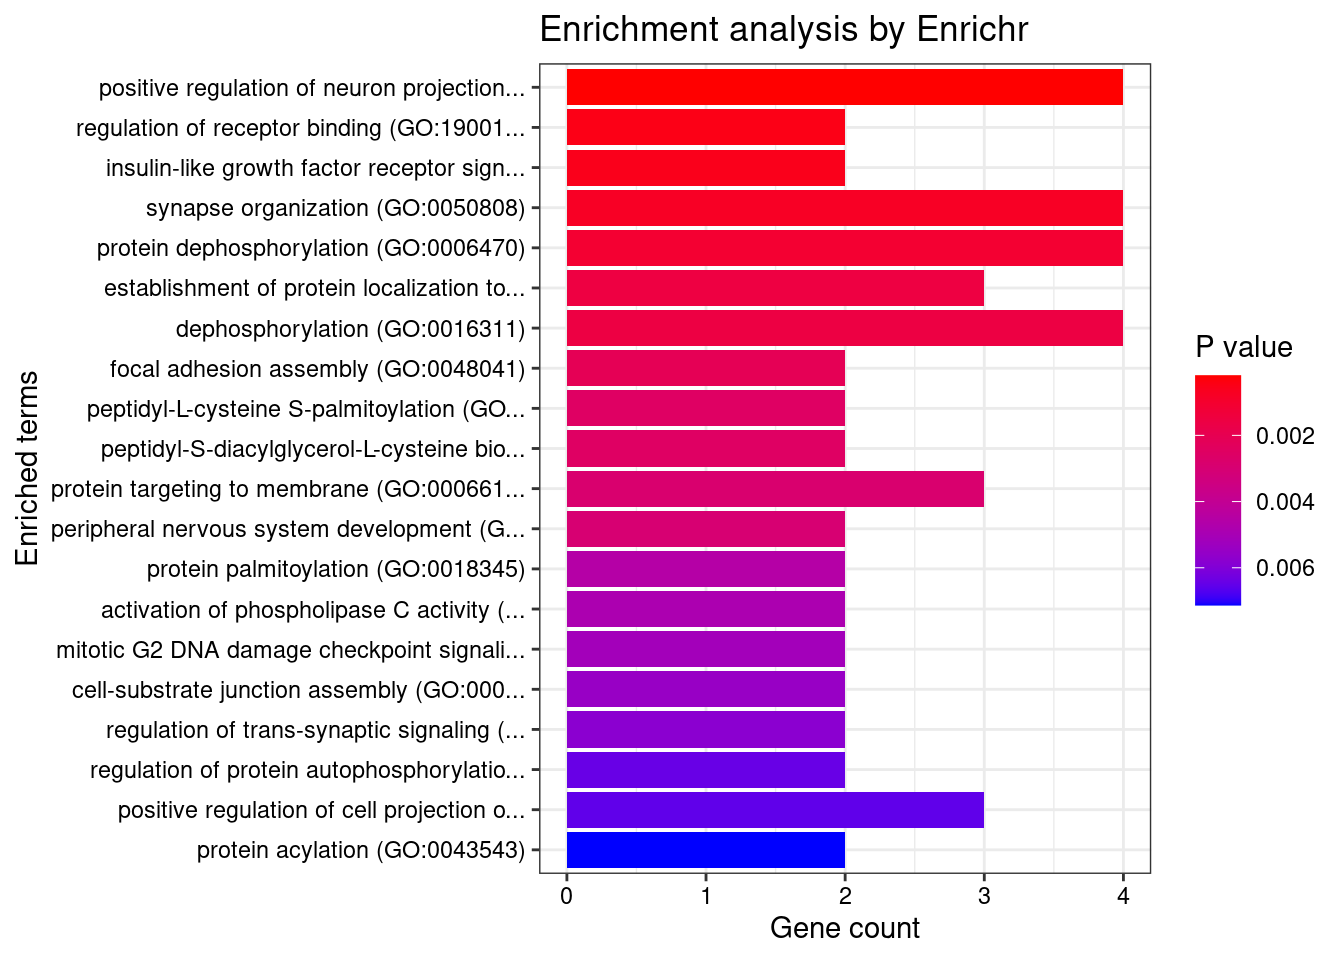 Enrichment analysis by Enrichr
positive regulation of neuron projection...
regulation of receptor binding (GO:19001...
insulin-like growth factor receptor sign...
synapse organization (GO:0050808)
protein dephosphorylation (GO:0006470)
establishment of protein localization to...
dephosphorylation (GO:0016311)
focal adhesion assembly (GO:0048041)
peptidyl-L-cysteine S-palmitoylation (GO...
peptidyl-S-diacylglycerol-L-cysteine bio...
protein targeting to membrane (GO:000661...
peripheral nervous system development (G...
protein palmitoylation (GO:0018345)
activation of phospholipase C activity (...
mitotic G2 DNA damage checkpoint signali...
cell-substrate junction assembly (GO:000...
regulation of trans-synaptic signaling (...
regulation of protein autophosphorylatio...
positive regulation of cell projection o...
protein acylation (GO:0043543)
Enriched terms
0 1 2 3 4
Gene count
P value
0.002
0.004
0.006